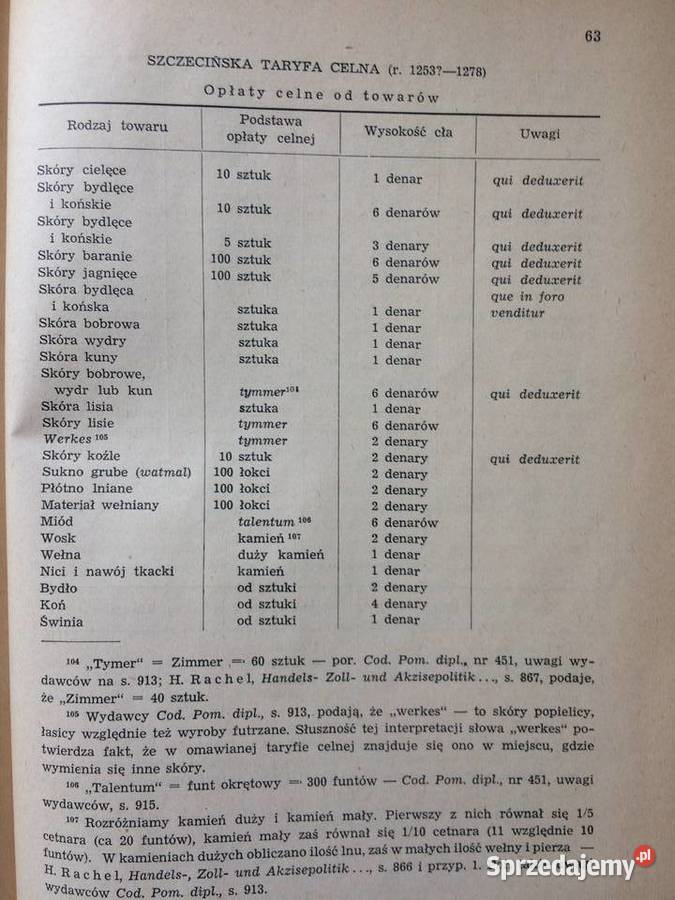 63
SZCZECIŃSKA TARYFA CELNA (r. 1253?—1278)
Opłaty celne od towarów
Rodzaj towaru Podstawa opłaty celnej Wysokość cła Uwagi
Skóry cielęce 10 sztuk 1 denar qui deduxerit
Skóry bydlęce
i końskie 10 sztuk 6 denarów qui deduxerit
Skóry bydlęce
i końskie 5 sztuk 3 denary qui deduxerit
Skóry baranie 100 sztuk 6 denarów qui deduxerit
Skóry jagnięce 100 sztuk 5 denarów qui deduxerit
Skóra bydlęca que in foro
i końska sztuka 1 denar venditur
Skóra bobrowa sztuka 1 denar
Skóra wydry sztuka 1 denar
Skóra kuny sztuka 1 denar
Skóry bobrowe,
wydr lub kun tymmer¹⁰⁴ 6 denarów qui deduxerit
Skóra lisia sztuka 1 denar
Skóry lisie tymmer 6 denarów
Werkes ¹⁰⁵ tymmer 2 denary
Skóry koźle 10 sztuk 2 denary qui deduxerit
Sukno grube (watmal) 100 łokci 2 denary
Płótno lniane 100 łokci 2 denary
Materiał wełniany 100 łokci 2 denary
Miód talentum ¹⁰⁶ 6 denarów
Wosk kamień ¹⁰⁷ 2 denary
Wełna duży kamień 1 denar
Nici i nawój tkacki kamień 1 denar
Bydło od sztuki 2 denary
Koń od sztuki 4 denary
Świnia od sztuki 1 denar
¹⁰⁴ „Tymer“ = Zimmer = 60 sztuk — por. Cod. Pom. dipl., nr 451, uwagi wy-
dawców na s. 913; H. Rachel, Handels- Zoll- und Akzisepolitik..., s. 867, podaje,
że „Zimmer“ = 40 sztuk.
¹⁰⁵ Wydawcy Cod. Pom. dipl., s. 913, podają, że „werkes“ — to skóry popielicy,
łasicy względnie też wyroby futrzane. Słuszność tej interpretacji słowa „werkes“ po-
twierdza fakt, że w omawianej taryfie celnej znajduje się ono w miejscu, gdzie
wymienia się inne skóry.
¹⁰⁶ „Talentum“ = funt okrętowy = 300 funtów — Cod. Pom. dipl., nr 451, uwagi
wydawców, s. 915.
¹⁰⁷ Rozróżniamy kamień duży i kamień mały. Pierwszy z nich równał się 1/5
cetnara (ca 20 funtów), kamień mały zaś równał się 1/10 cetnara (11 względnie 10
funtów). W kamieniach dużych obliczano ilość lnu, zaś w małych ilość wełny i pierza —
H. Rachel, Handels-, Zoll- und Akzisepolitik..., s. 866 i przyp. 1.
wydawców Cod. Pom. dipl., s. 913.
Sprzedajemy.pl